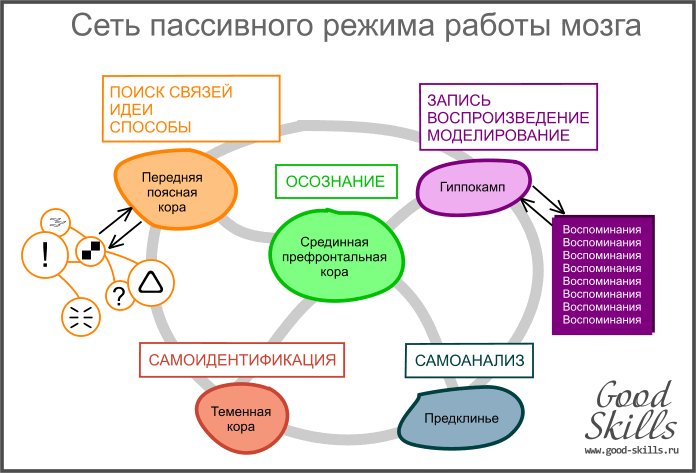 Сеть пассивного режима работы мозга
ПОИСК СВЯЗЕЙ
ИДЕИ
СПОСОБЫ
ЗАПИСЬ
ВОСПРОИЗВЕДЕНИЕ
МОДЕЛИРОВАНИЕ
Передняя
поясная
кора
ОСОЗНАНИЕ
Гиппокамп
Срединная
префронтальная
кора
!
?
Воспоминания
Воспоминания
Воспоминания
Воспоминания
Воспоминания
Воспоминания
Воспоминания
Воспоминания
САМОИДЕНТИФИКАЦИЯ
САМОАНАЛИЗ
Теменная
кора
Предклинье
Good
Skills
www.good-skills.ru